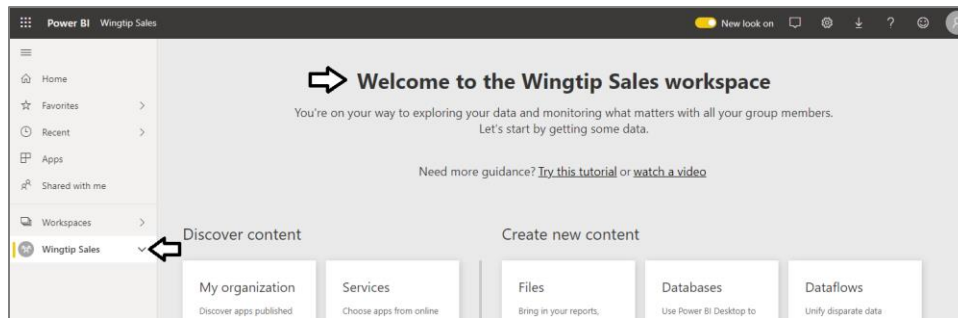 Power BI Wingtip Sales
New look on
Home
Favorites
Recent
Apps
Shared with me
Workspaces
Wingtip Sales
Welcome to the Wingtip Sales workspace
You're on your way to exploring your data and monitoring what matters with all your group members.
Let's start by getting some data.
Need more guidance? Try this tutorial or watch a video
Discover content
Create new content
My organization
Discover apps published
Services
Choose apps from online
Files
Bring in your reports,
Databases
Use Power BI Desktop to
Dataflows
Unify disparate data